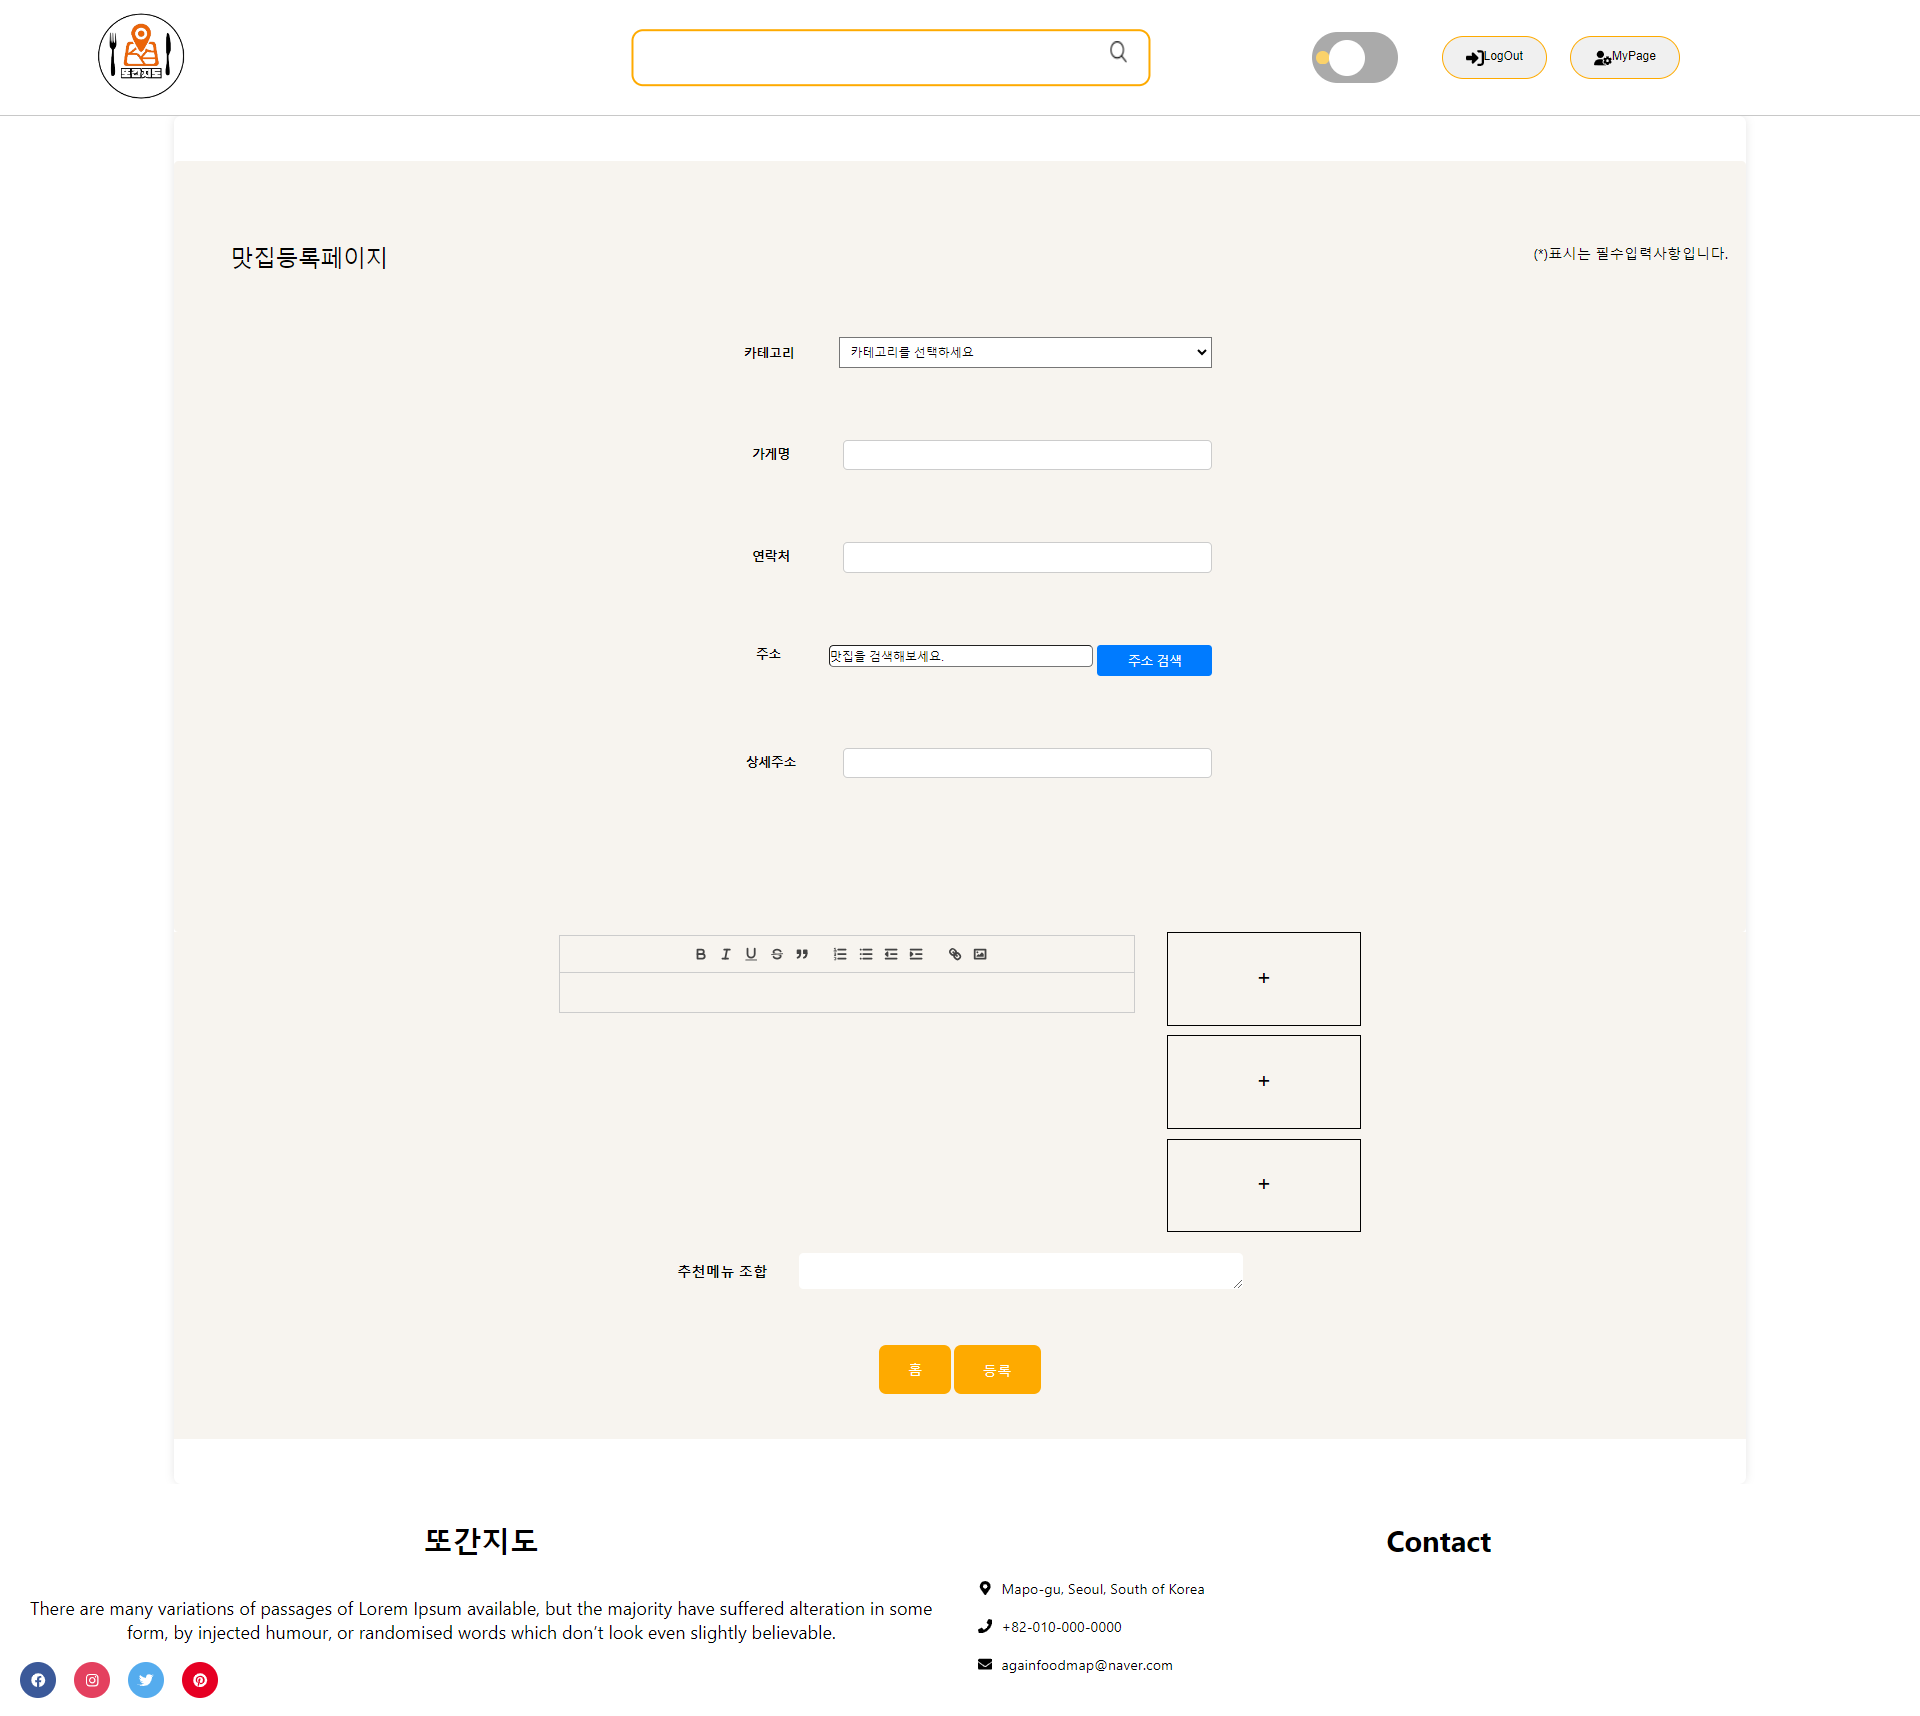 또간지도
LogOut
MyPage
맛집등록페이지
(*)표시는 필수입력사항입니다.
카테고리
카테고리를 선택하세요
가게명
연락처
주소
맛집을 검색해보세요.
주소 검색
상세주소
+
+
+
추천메뉴 조합
홈
등록
또간지도
There are many variations of passages of Lorem Ipsum available, but the majority have suffered alteration in some
form, by injected humour, or randomised words which don’t look even slightly believable.
Contact
Mapo-gu, Seoul, South of Korea
+82-010-000-0000
againfoodmap@naver.com